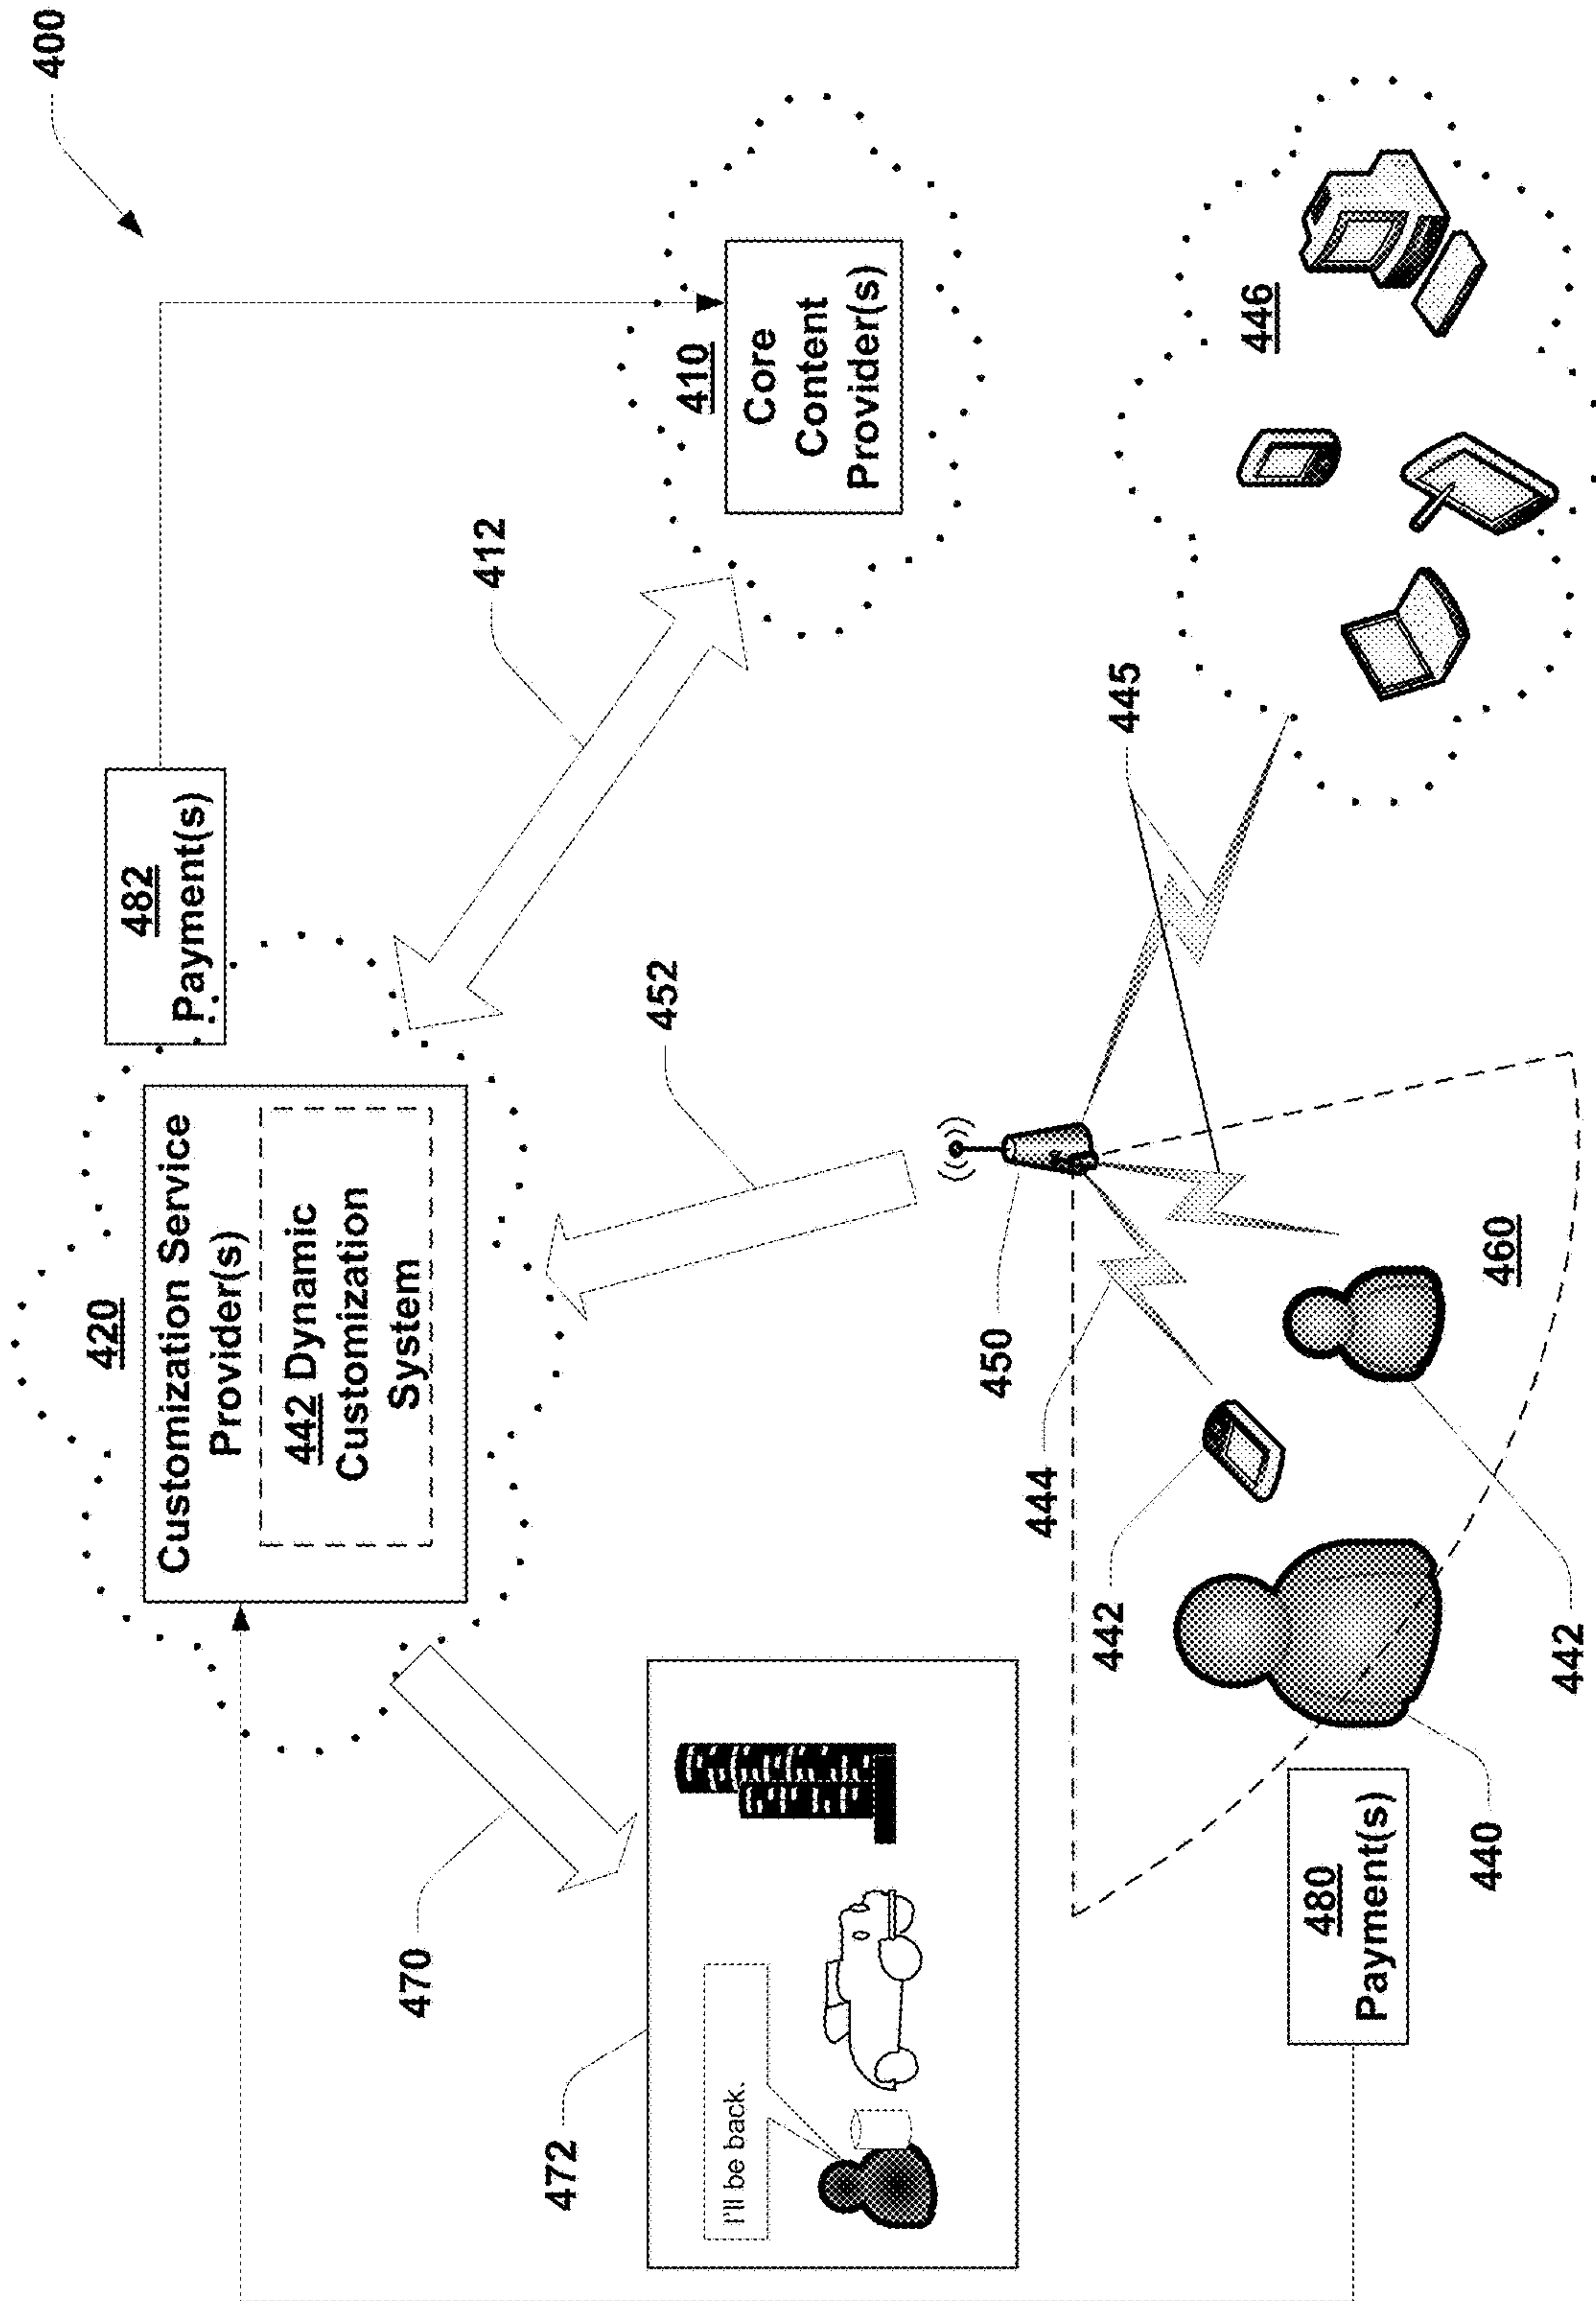 400
482
Payment(s)
420
Customization Service
Provider(s)
442 Dynamic
Customization
System
410
Core
Content
Provider(s)
412
452
470
472
I'll be back.
450
444
445
446
442
442
460
440
480
Payment(s)